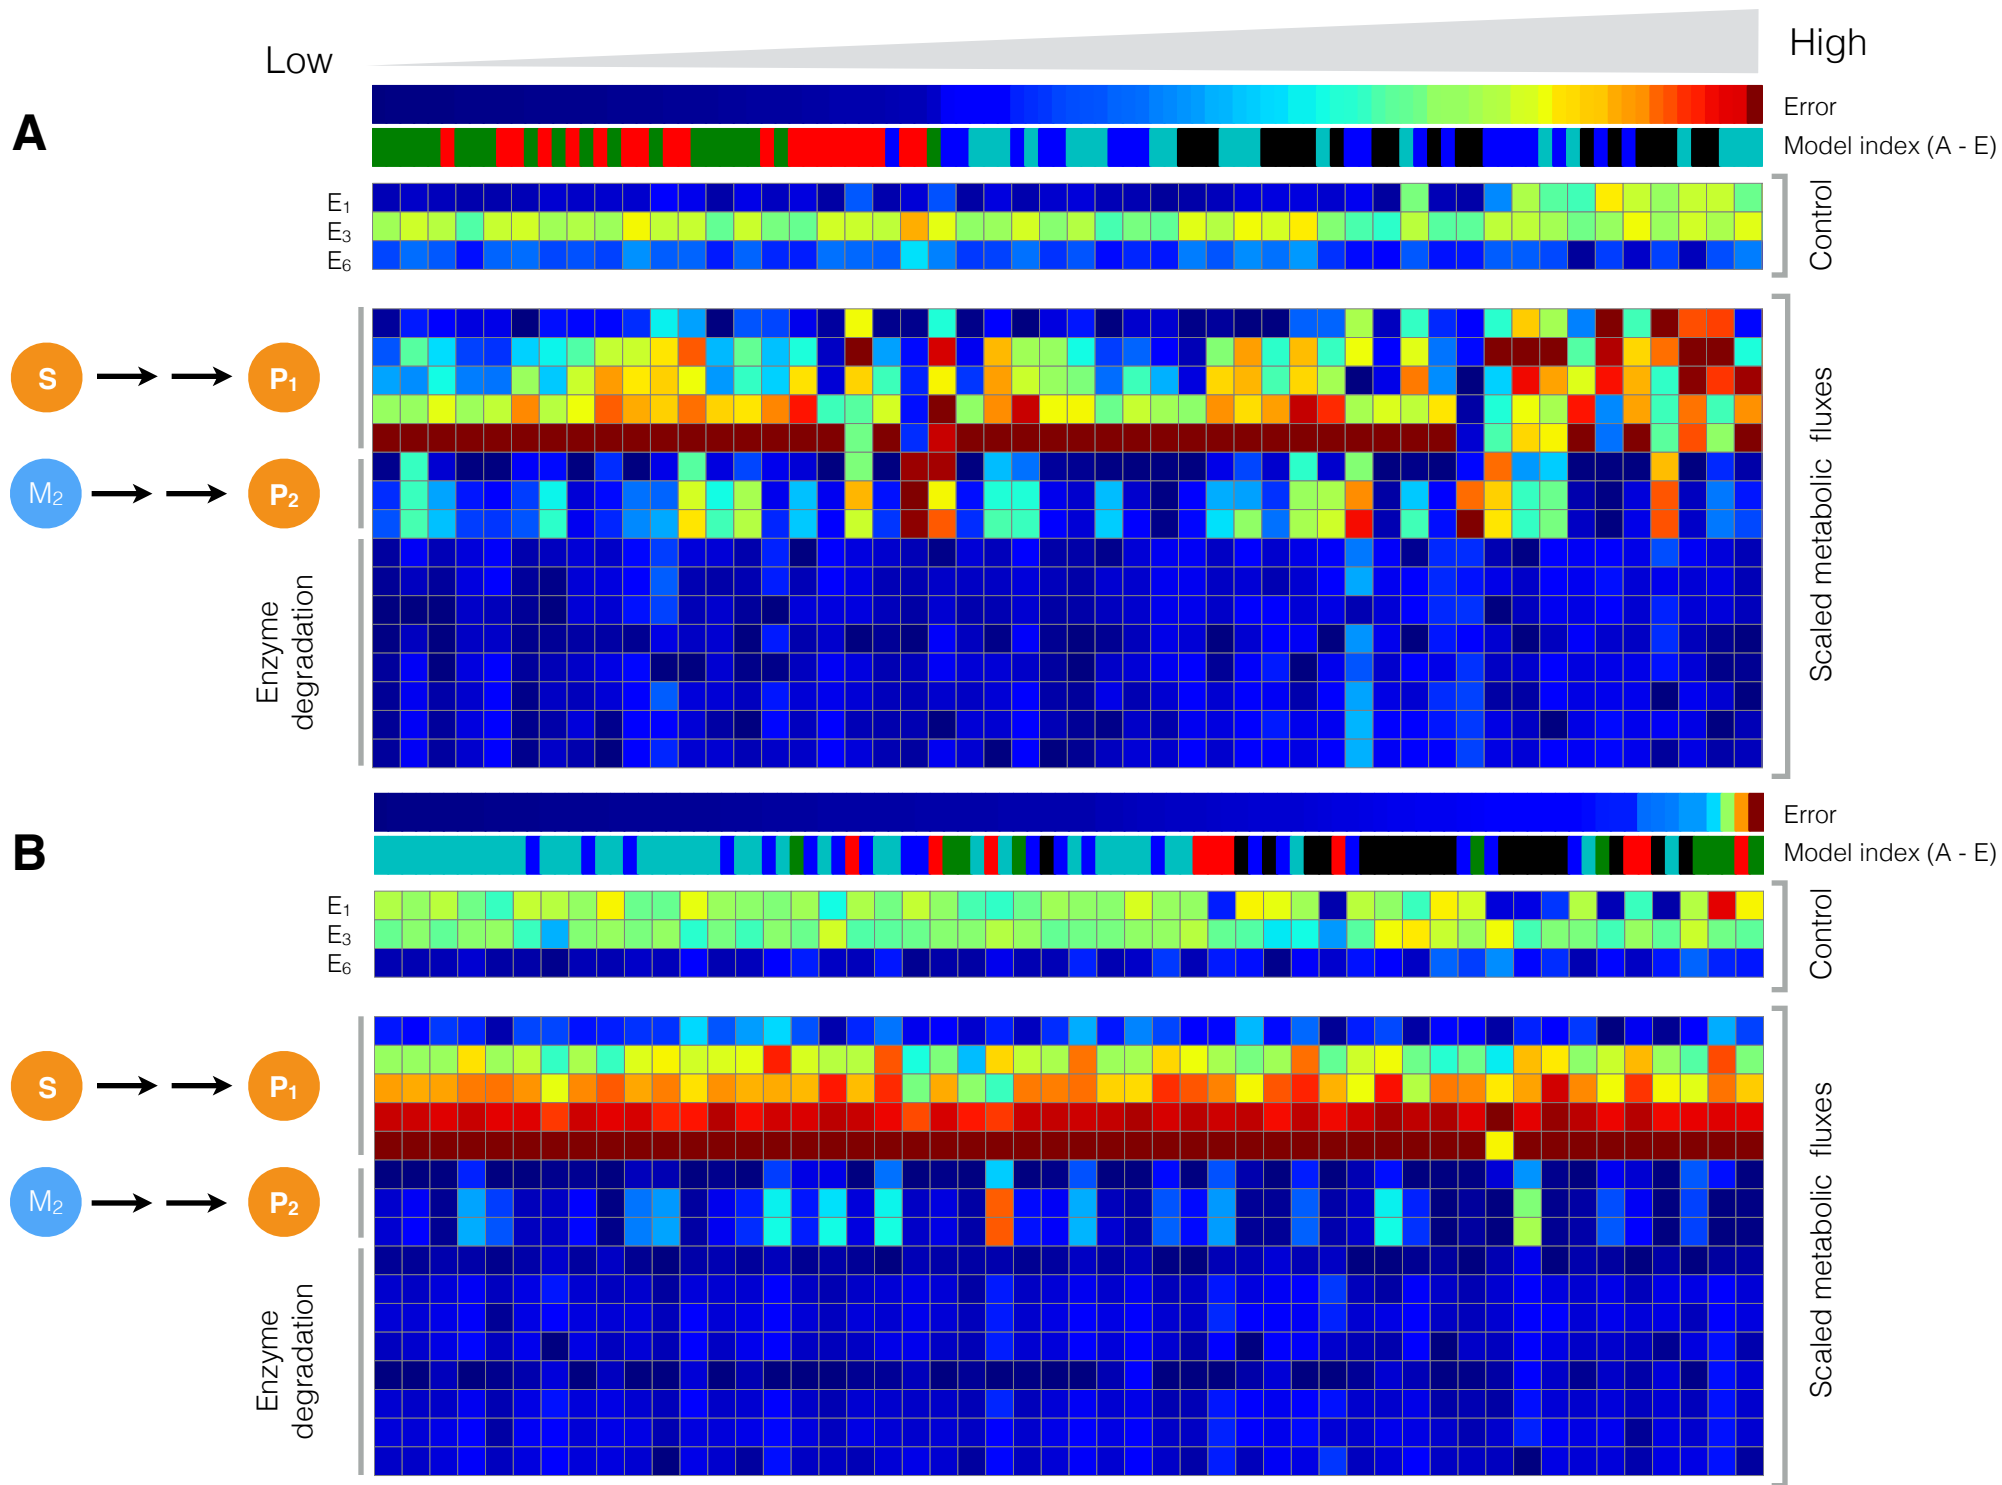 Low
High
A
Error
Model index (A - E)
E₁
E₃
E₆
Control
S
P₁
M₂
P₂
Enzyme
degradation
Scaled metabolic fluxes
B
Error
Model index (A - E)
E₁
E₃
E₆
Control
S
P₁
M₂
P₂
Enzyme
degradation
Scaled metabolic fluxes